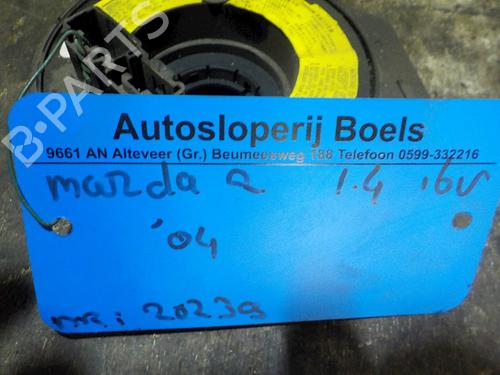 B-PARTS
Autosloperij Boels
9661 AN Alteveer (Gr.) Beumeesweg 188 Telefoon 0599-332216
mazda 2 1.4 16v
'04
nr: 20239